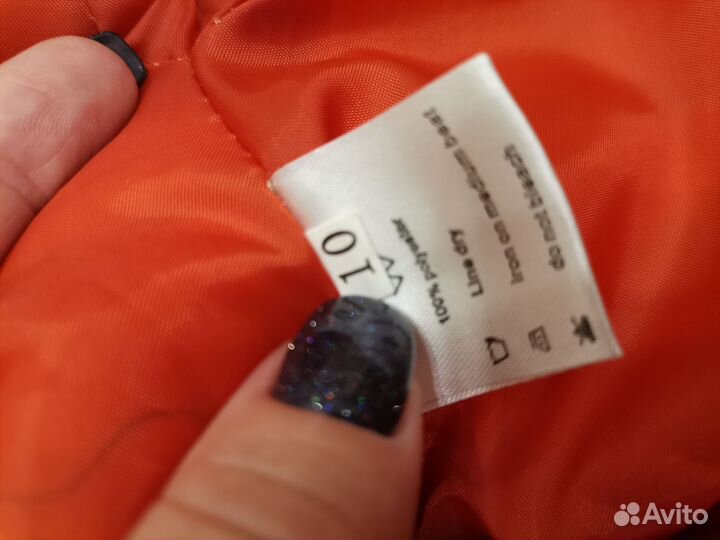 10
100% polyester
Line dry
Iron on medium heat
do not bleach
Avito